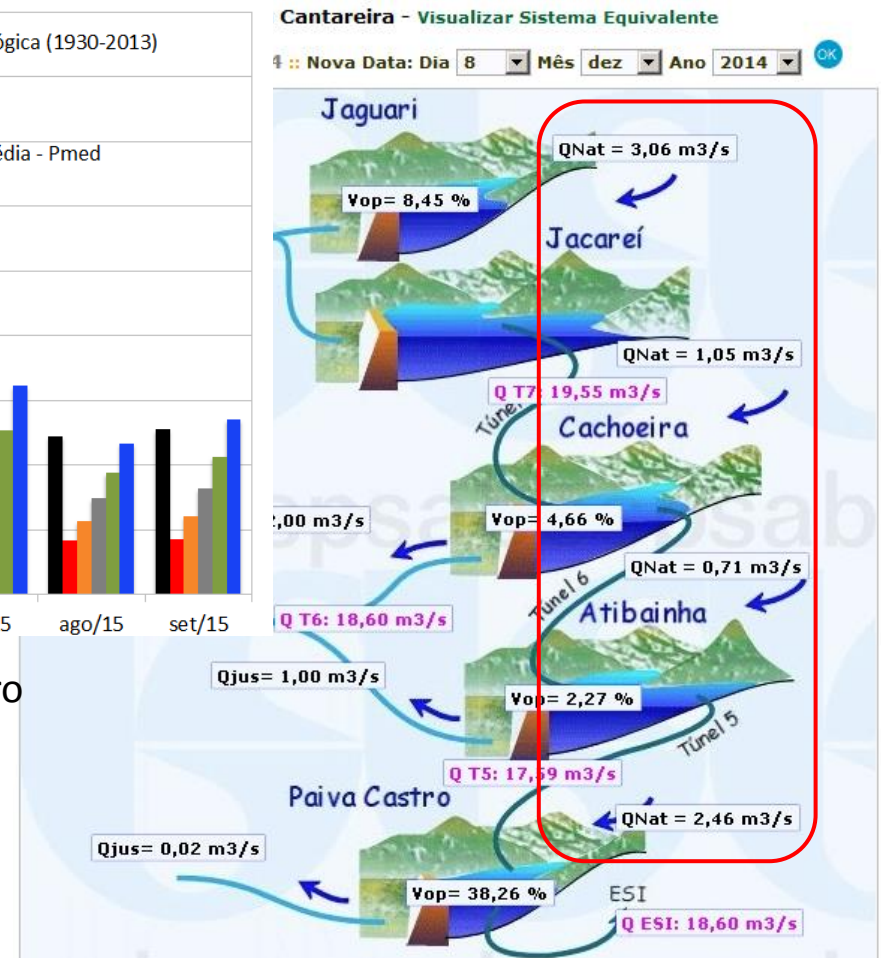 Cantareira - Visualizar Sistema Equivalente
ógica (1930-2013)
4 :: Nova Data: Dia 8 Mês dez Ano 2014 OK
Jaguari
QNat = 3,06 m3/s
édia - Pmed
Vop= 8,45 %
Jacareí
QNat = 1,05 m3/s
Q T7: 19,55 m3/s
Túnel
Cachoeira
,00 m3/s
Vop= 4,66 %
QNat = 0,71 m3/s
Túnel 6
Atibainha
5 ago/15 set/15
Q T6: 18,60 m3/s
Qjus= 1,00 m3/s
ro
Vop= 2,27 %
Túnel 5
Q T5: 17,59 m3/s
Paiva Castro
QNat = 2,46 m3/s
Qjus= 0,02 m3/s
Vop= 38,26 %
ESI
Q ESI: 18,60 m3/s